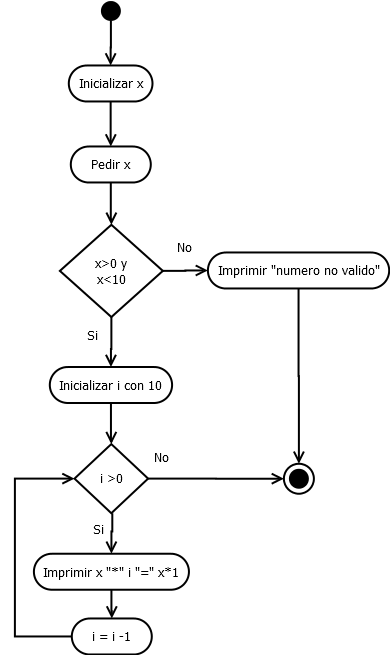 Inicializar x
Pedir x
x>0 y
x<10
No
Imprimir "numero no valido"
Si
Inicializar i con 10
i >0
No
Si
Imprimir x "*" i "=" x*1
i = i -1